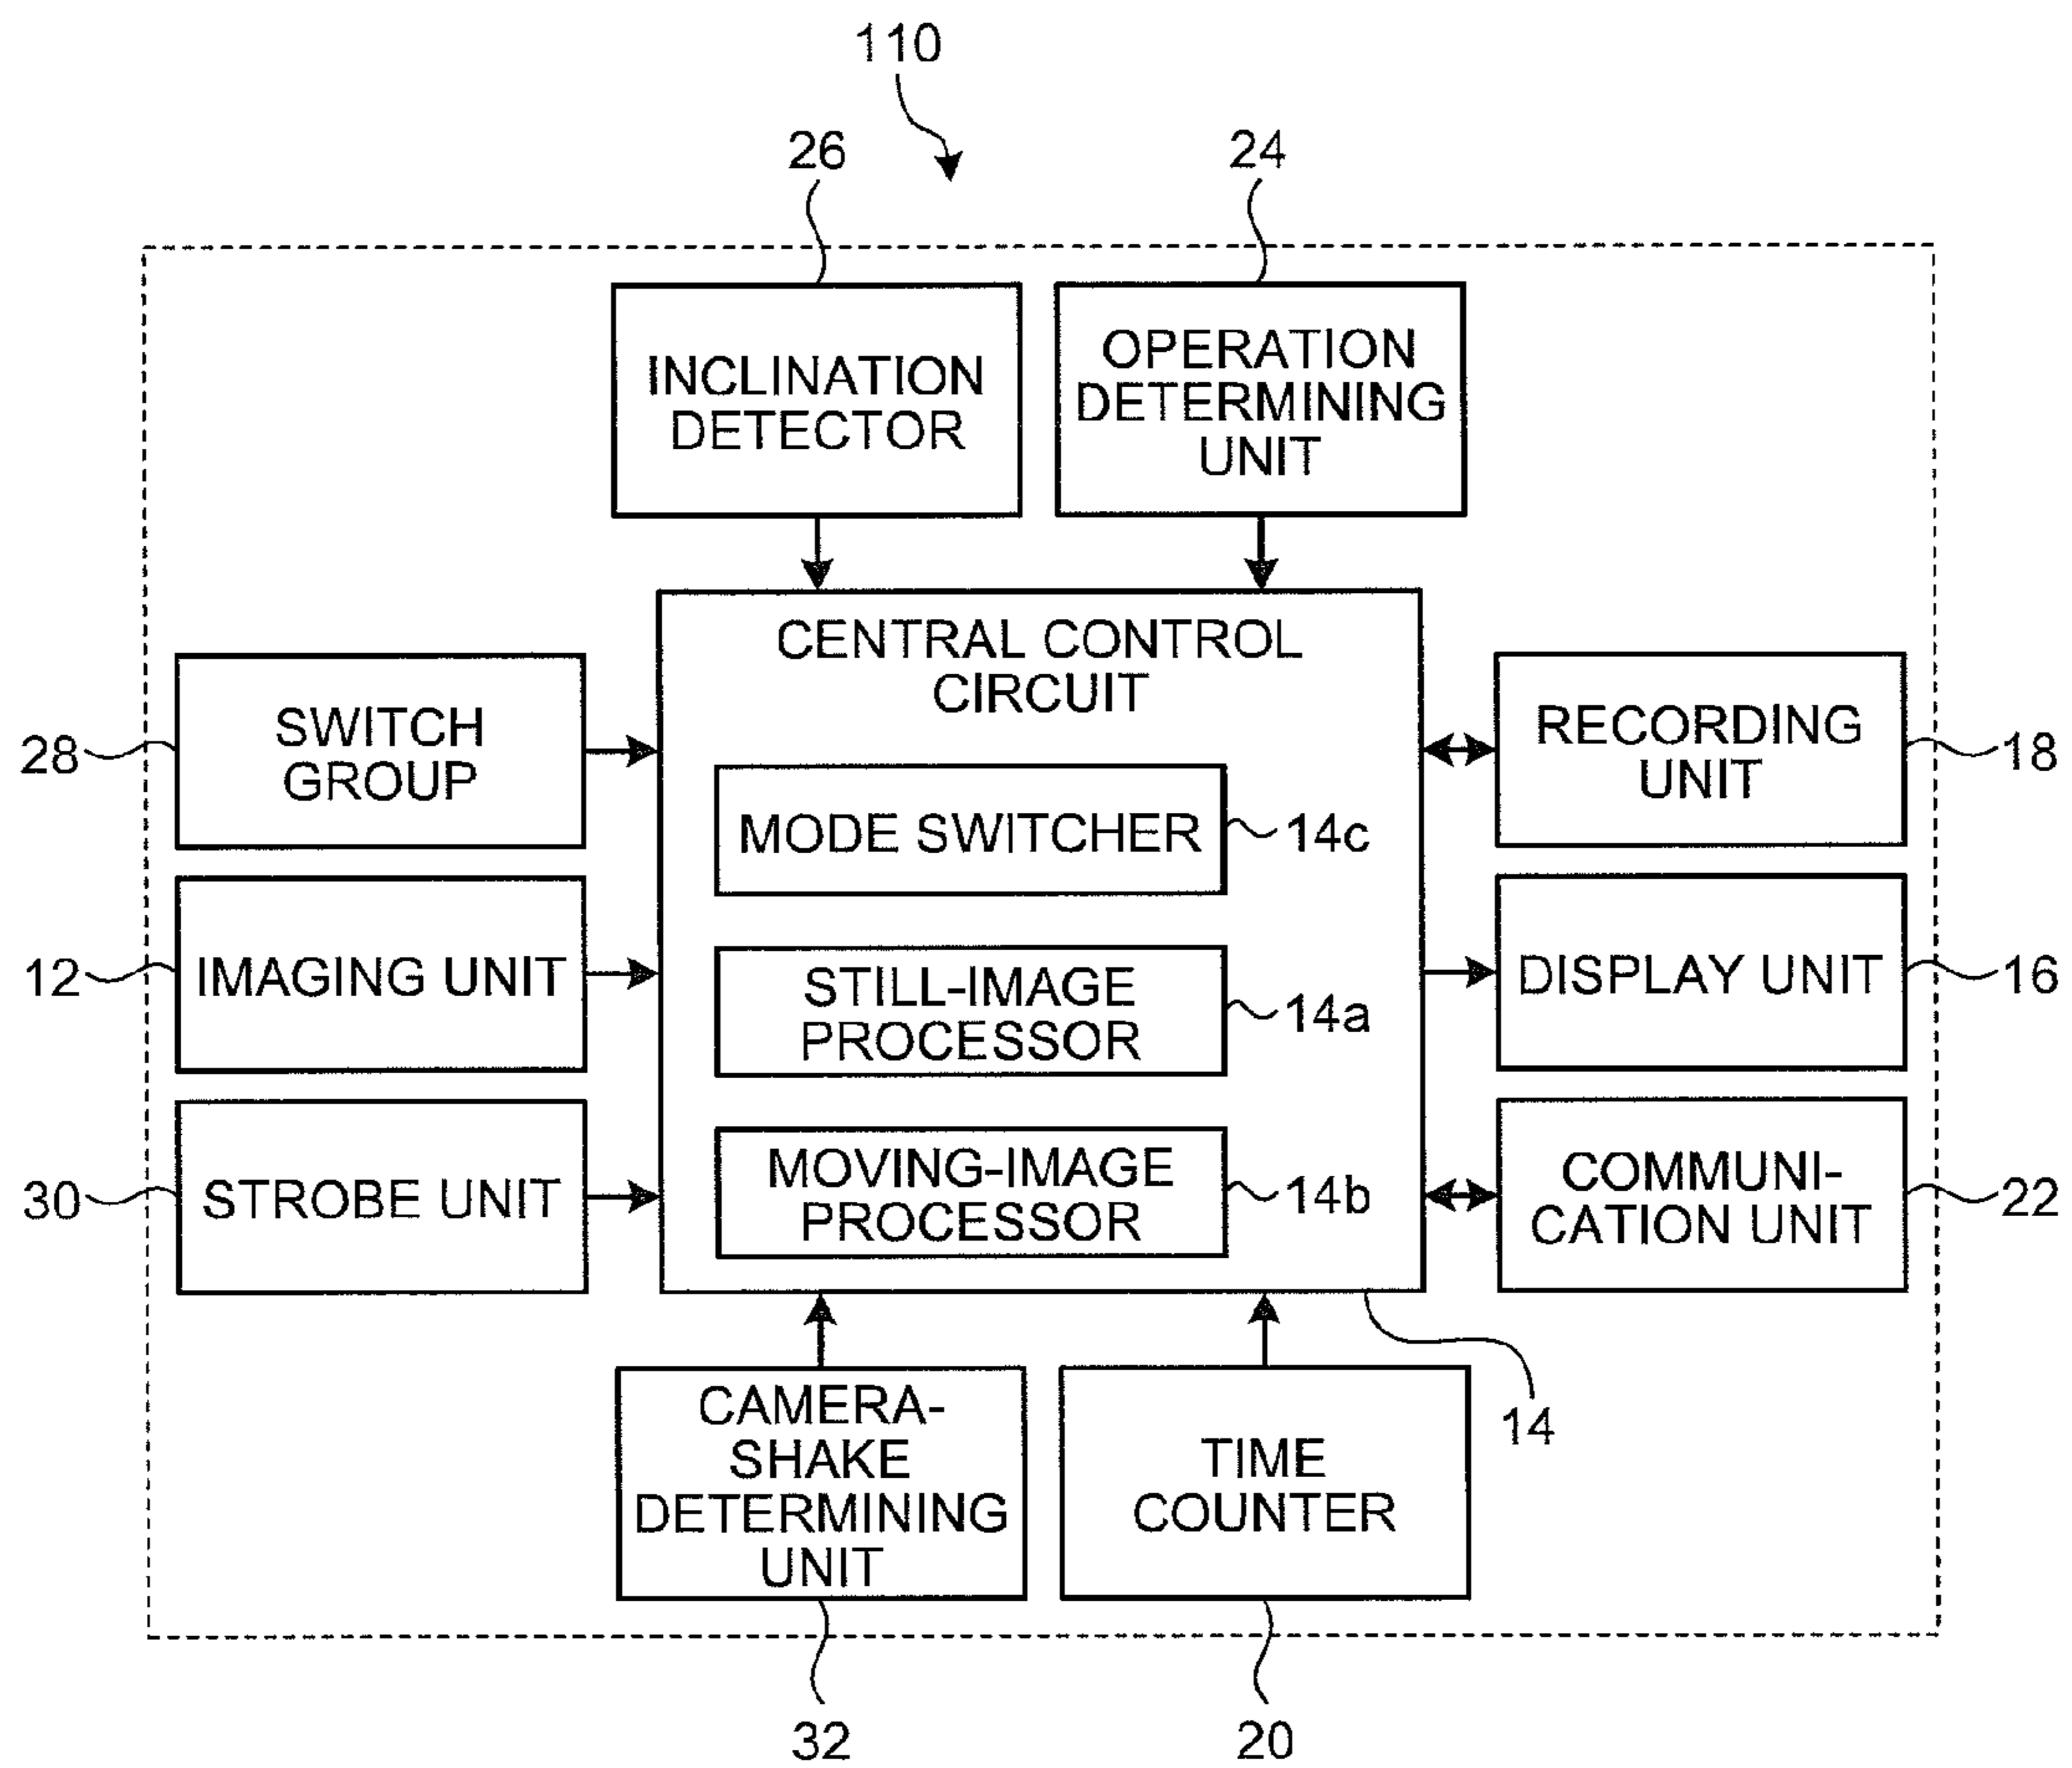 110
26
24
INCLINATION
DETECTOR
OPERATION
DETERMINING
UNIT
CENTRAL CONTROL
CIRCUIT
28
SWITCH
GROUP
MODE SWITCHER
14c
RECORDING
UNIT
18
12
IMAGING UNIT
STILL-IMAGE
PROCESSOR
14a
DISPLAY UNIT
16
30
STROBE UNIT
MOVING-IMAGE
PROCESSOR
14b
COMMUNI-
CATION UNIT
22
CAMERA-
SHAKE
DETERMINING
UNIT
TIME
COUNTER
14
32
20